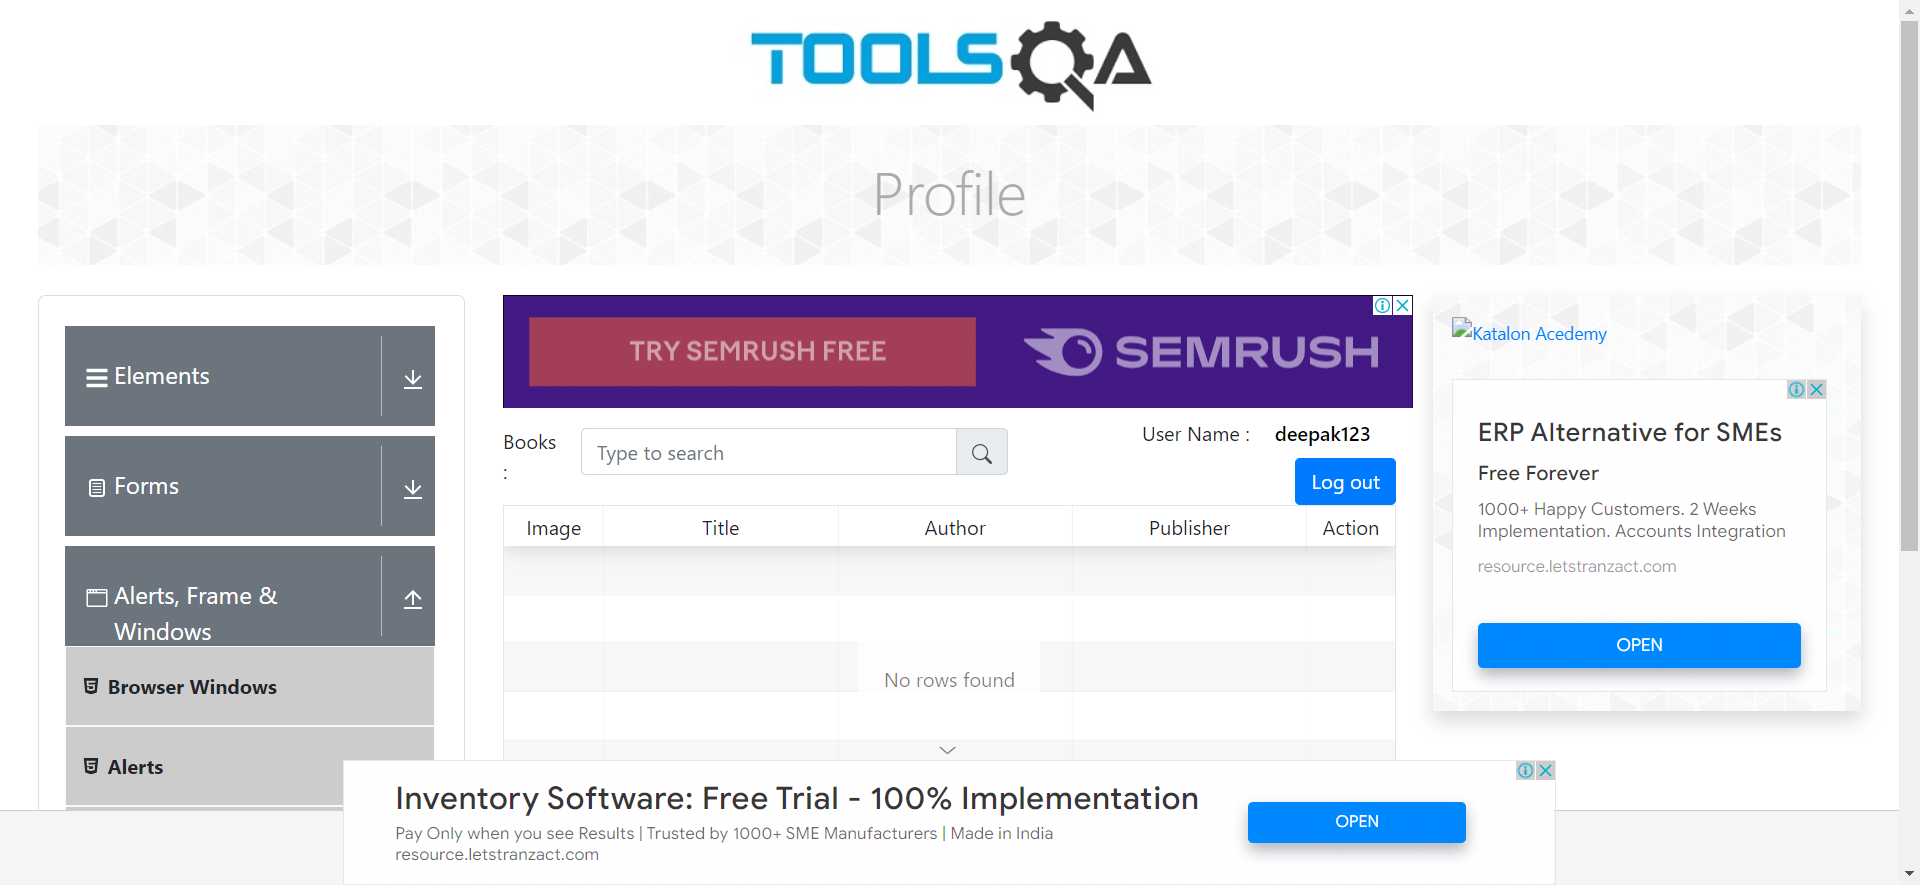 TOOLSQA
Profile
Elements
Forms
Alerts, Frame &
Windows
Browser Windows
Alerts
TRY SEMRUSH FREE
SEMRUSH
Books
:
Type to search
User Name :
deepak123
Log out
Image
Title
Author
Publisher
Action
No rows found
Katalon Acedemy
ERP Alternative for SMEs
Free Forever
1000+ Happy Customers. 2 Weeks
Implementation. Accounts Integration
resource.letstranzact.com
OPEN
Inventory Software: Free Trial - 100% Implementation
Pay Only when you see Results | Trusted by 1000+ SME Manufacturers | Made in India
resource.letstranzact.com
OPEN